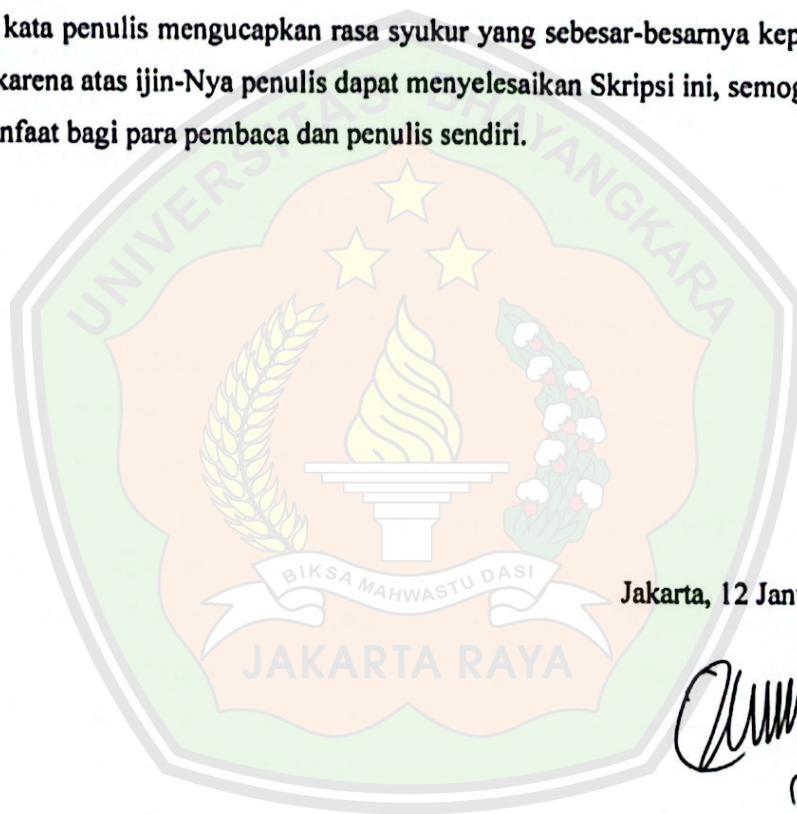 kata penulis mengucapkan rasa syukur yang sebesar-besarnya kep
karena atas ijin-Nya penulis dapat menyelesaikan Skripsi ini, semog
nfaat bagi para pembaca dan penulis sendiri.
UNIVERSITAS BHAYANGKARA
BIKSA MAHWASTU DASI
JAKARTA RAYA
Jakarta, 12 Jan